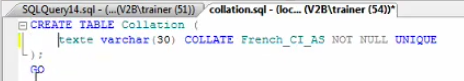 SQLQuery14.sql - (...(V2B\trainer (51)) collation.sql - (loc... (V2B\trainer (54))*
CREATE TABLE Collation (
texte varchar(30) COLLATE French_CI_AS NOT NULL UNIQUE
);
GO